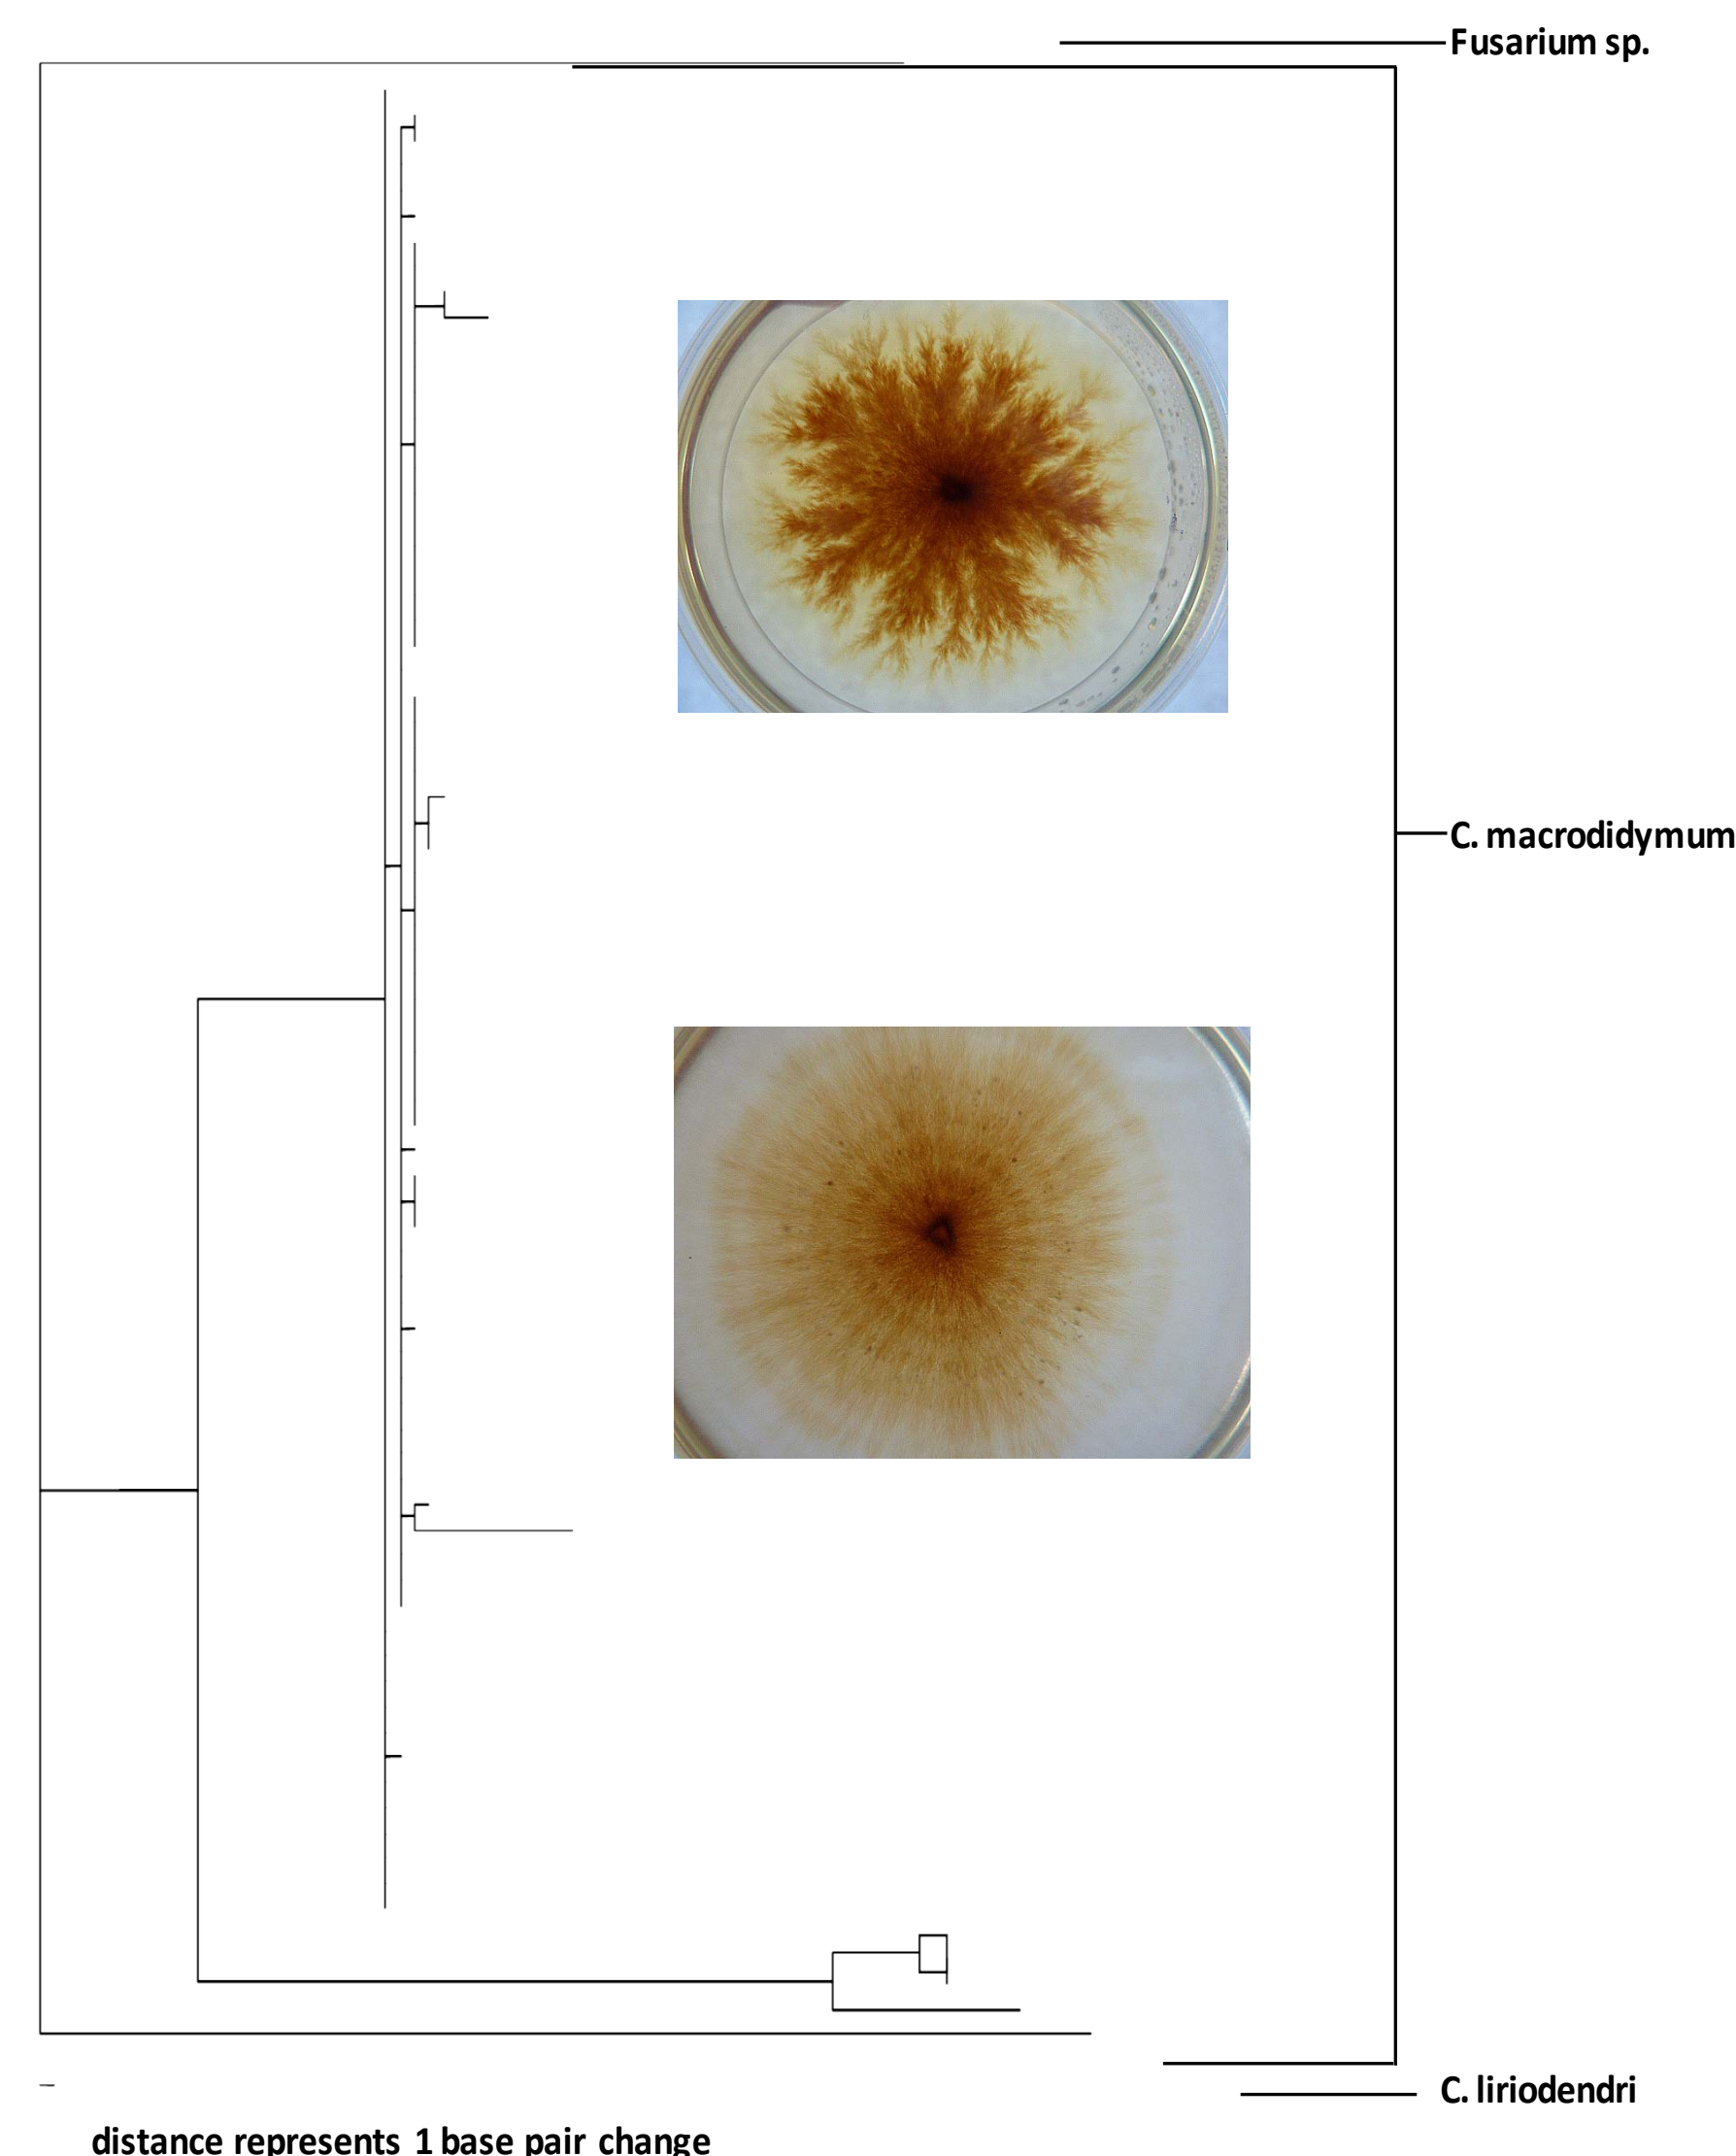 Fusarium sp.
C. macrodidymum
C. liriodendri
distance represents 1 base pair change